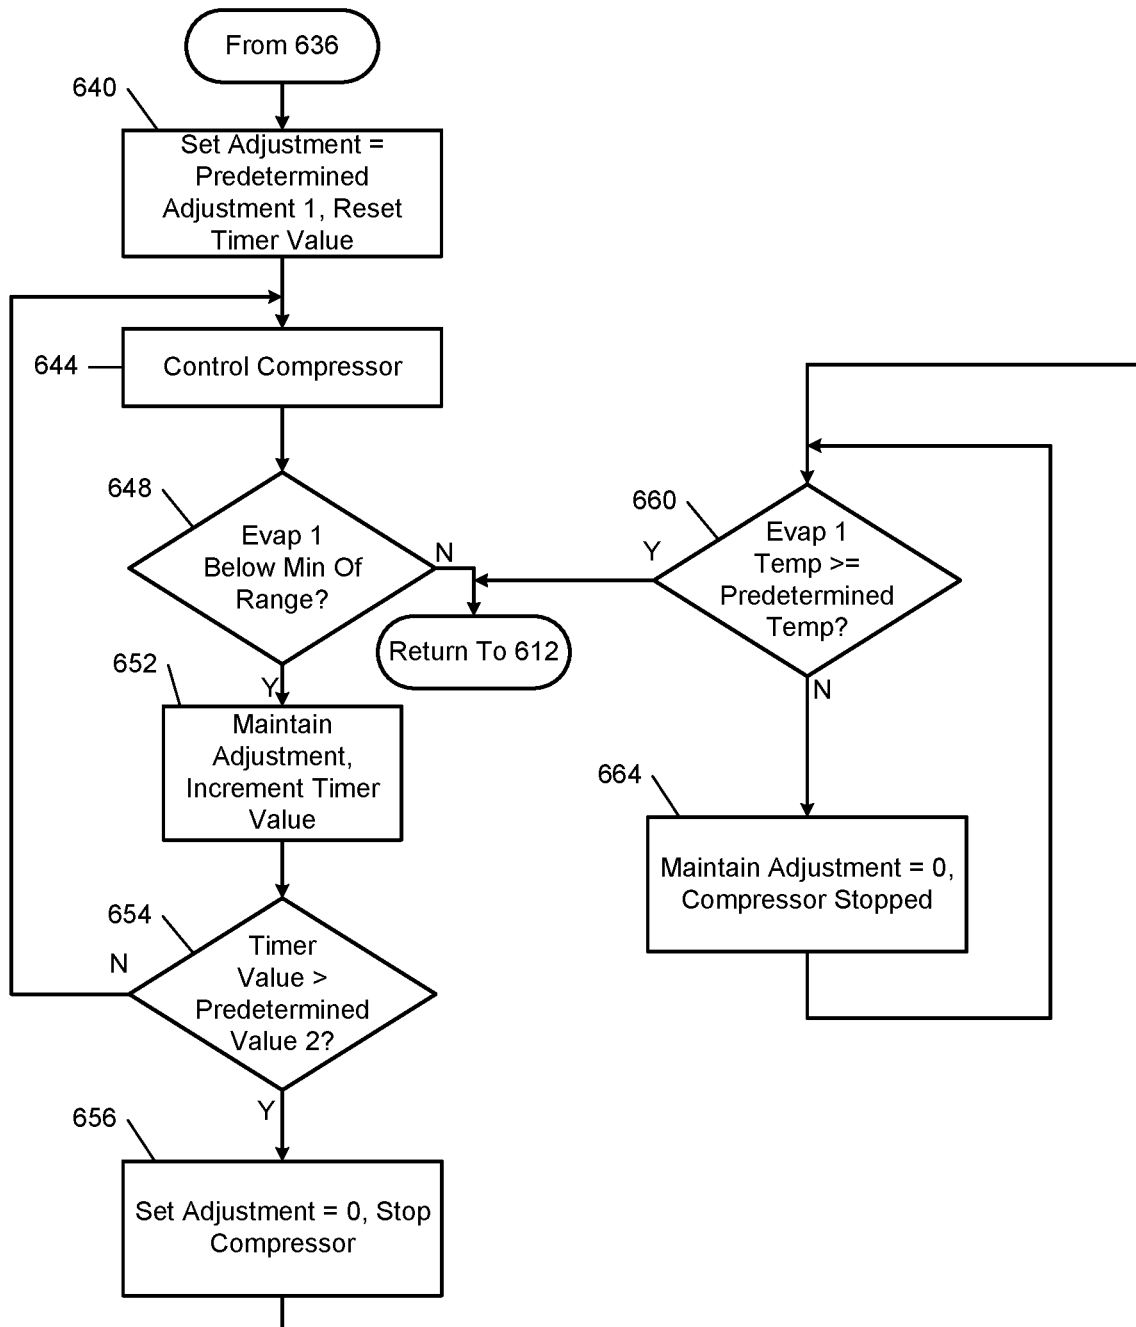 From 636
640
Set Adjustment =
Predetermined
Adjustment 1, Reset
Timer Value
644
Control Compressor
648
Evap 1
Below Min Of
Range?
N
Y
Return To 612
652
Maintain
Adjustment,
Increment Timer
Value
654
Timer
Value >
Predetermined
Value 2?
N
Y
656
Set Adjustment = 0, Stop
Compressor
660
Evap 1
Temp >=
Predetermined
Temp?
Y
N
664
Maintain Adjustment = 0,
Compressor Stopped